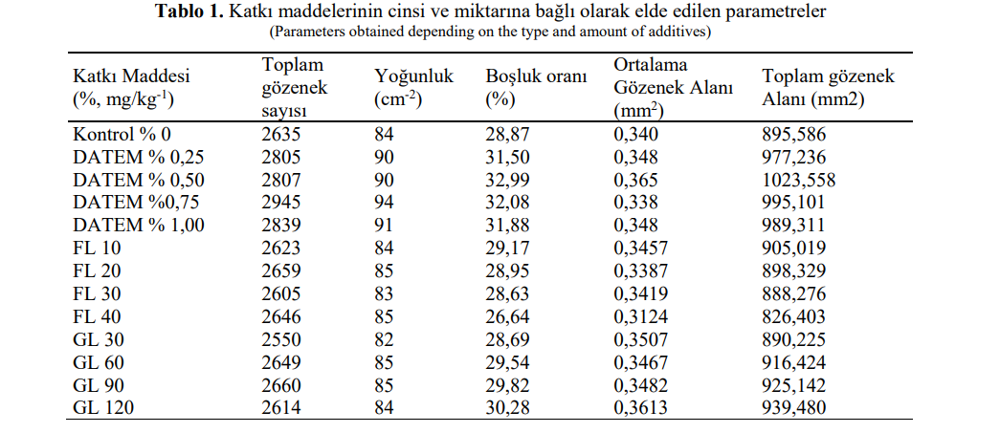 Tablo 1. Katkı maddelerinin cinsi ve miktarına bağlı olarak elde edilen parametreler
(Parameters obtained depending on the type and amount of additives)
Katkı Maddesi (%, mg/kg-1) Toplam gözenek sayısı Yoğunluk (cm-2) Boşluk oranı (%) Ortalama Gözenek Alanı (mm2) Toplam gözenek Alanı (mm2)
Kontrol % 0 2635 84 28,87 0,340 895,586
DATEM % 0,25 2805 90 31,50 0,348 977,236
DATEM % 0,50 2807 90 32,99 0,365 1023,558
DATEM %0,75 2945 94 32,08 0,338 995,101
DATEM % 1,00 2839 91 31,88 0,348 989,311
FL 10 2623 84 29,17 0,3457 905,019
FL 20 2659 85 28,95 0,3387 898,329
FL 30 2605 83 28,63 0,3419 888,276
FL 40 2646 85 26,64 0,3124 826,403
GL 30 2550 82 28,69 0,3507 890,225
GL 60 2649 85 29,54 0,3467 916,424
GL 90 2660 85 29,82 0,3482 925,142
GL 120 2614 84 30,28 0,3613 939,480